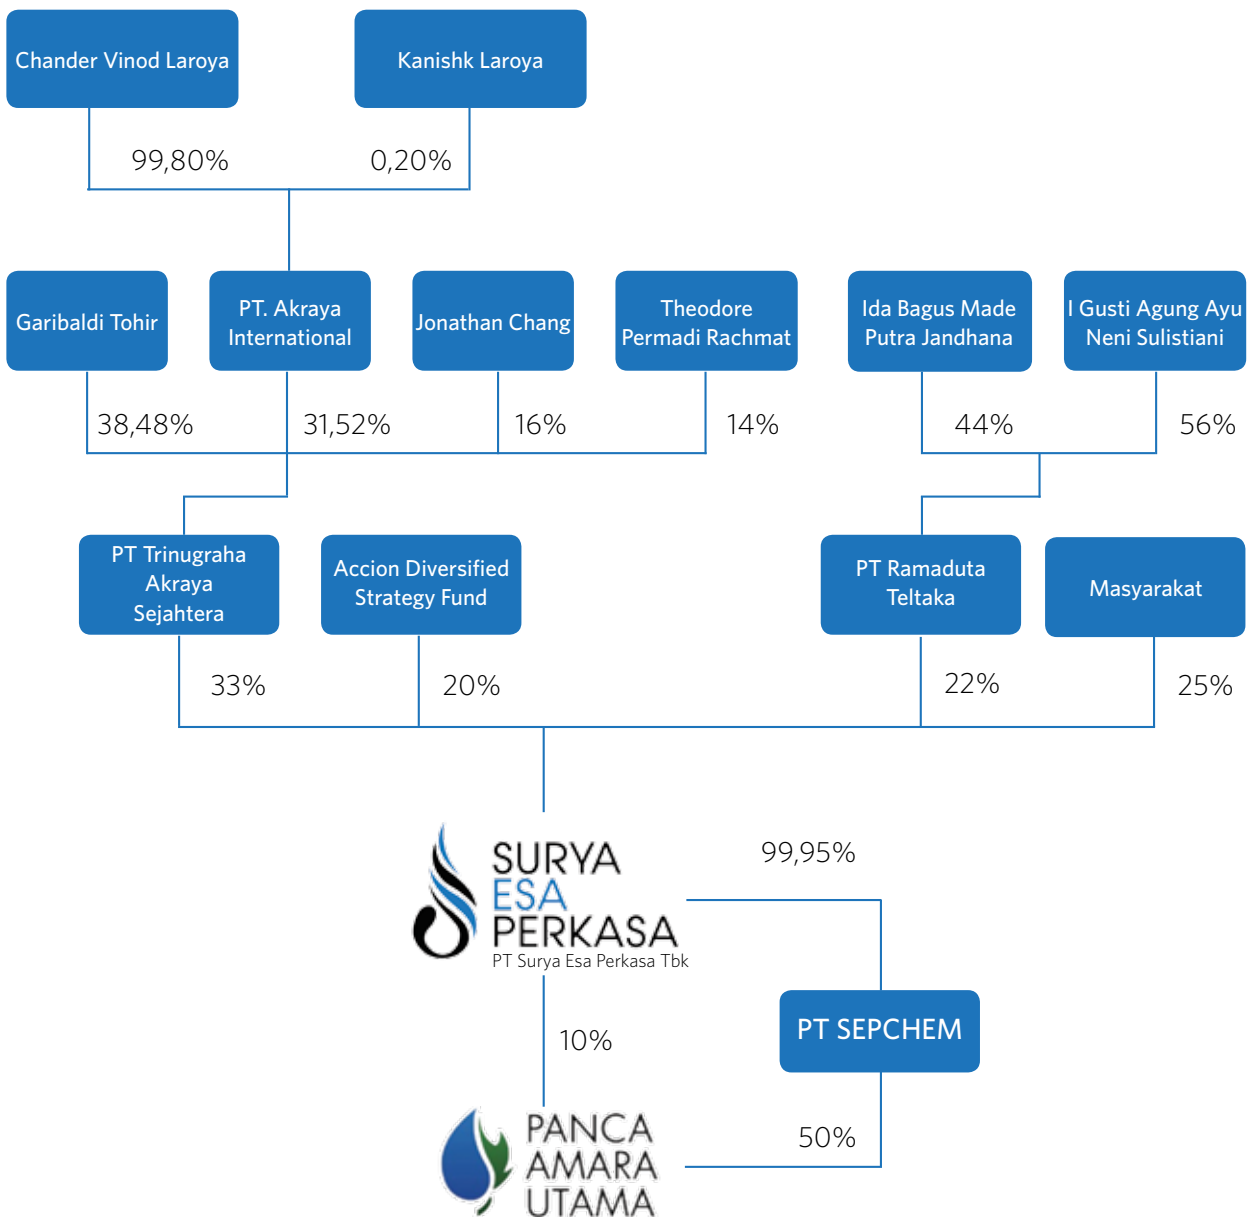 Chander Vinod Laroya
Kanishk Laroya
99,80%
0,20%
Garibaldi Tohir
PT. Akraya
International
Jonathan Chang
Theodore
Permadi Rachmat
Ida Bagus Made
Putra Jandhana
I Gusti Agung Ayu
Neni Sulistiani
38,48%
31,52%
16%
14%
44%
56%
PT Trinugraha
Akraya
Sejahtera
Accion Diversified
Strategy Fund
PT Ramaduta
Teltaka
Masyarakat
33%
20%
22%
25%
SURYA
ESA
PERKASA
PT Surya Esa Perkasa Tbk
99,95%
10%
PT SEPCHEM
50%
PANCA
AMARA
UTAMA